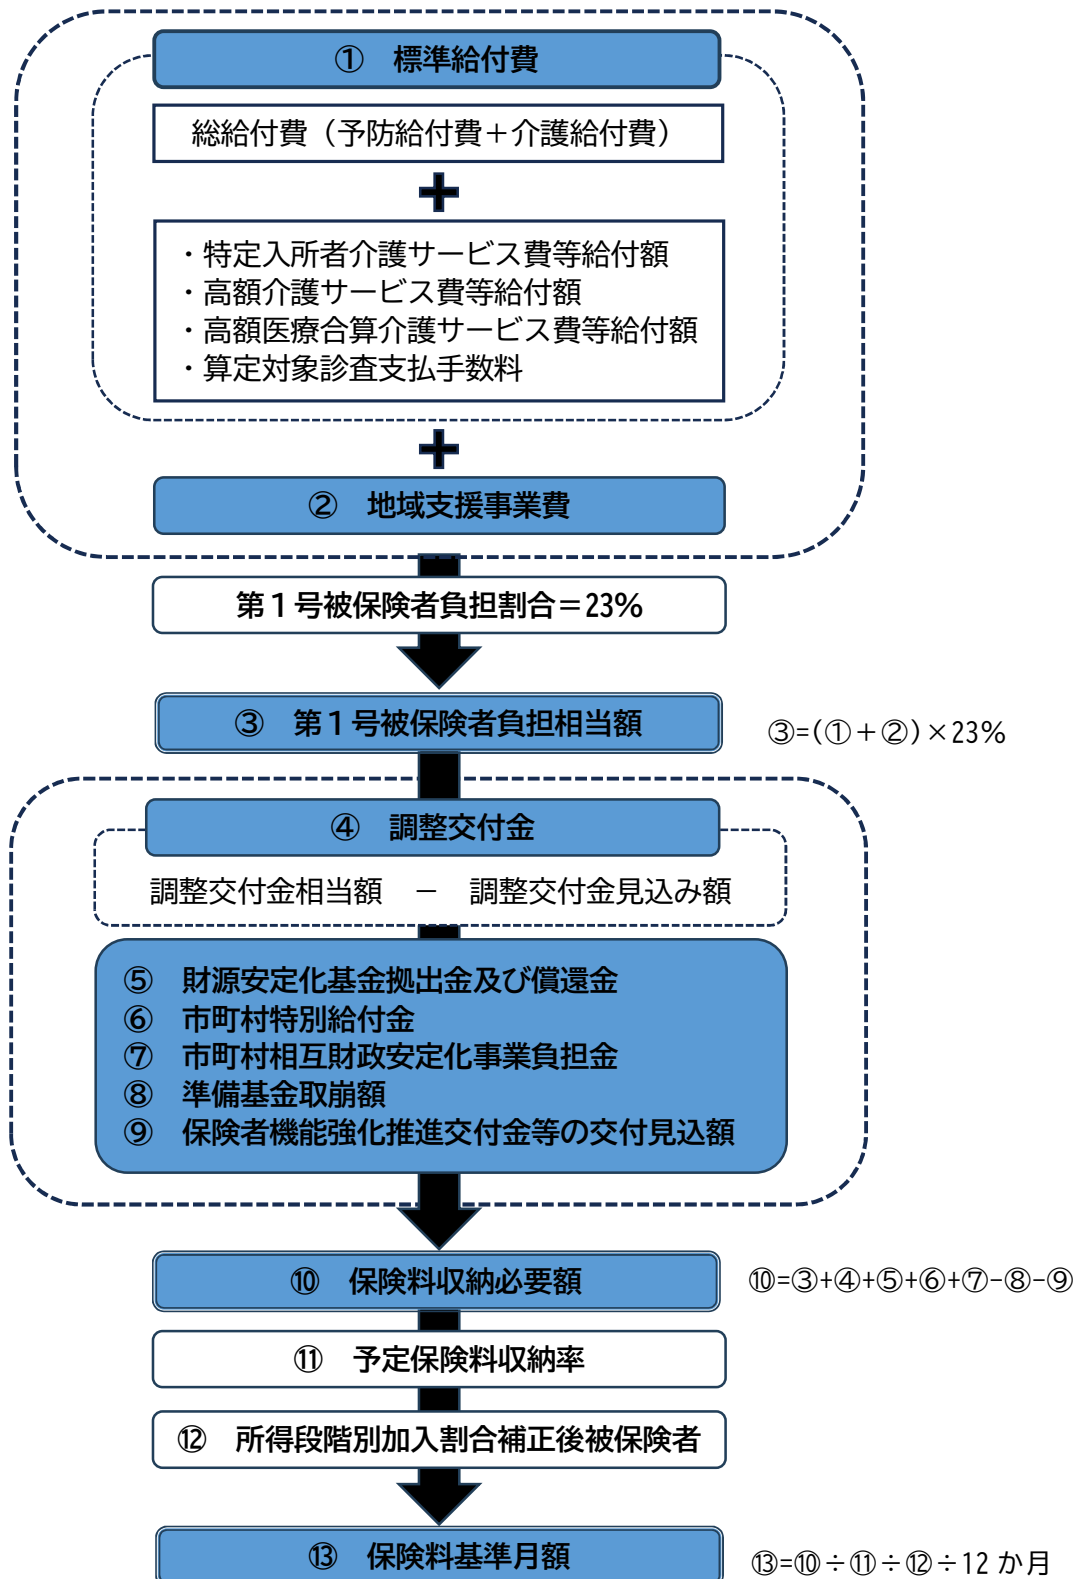 ① 標準給付費
総給付費（予防給付費＋介護給付費）
・特定入所者介護サービス費等給付額
・高額介護サービス費等給付額
・高額医療合算介護サービス費等給付額
・算定対象診査支払手数料
② 地域支援事業費
第１号被保険者負担割合＝23％
③ 第１号被保険者負担相当額
③=(①＋②)×23％
④ 調整交付金
調整交付金相当額 － 調整交付金見込み額
⑤ 財源安定化基金拠出金及び償還金
⑥ 市町村特別給付金
⑦ 市町村相互財政安定化事業負担金
⑧ 準備基金取崩額
⑨ 保険者機能強化推進交付金等の交付見込額
⑩ 保険料収納必要額
⑩=③+④+⑤+⑥+⑦-⑧-⑨
⑪ 予定保険料収納率
⑫ 所得段階別加入割合補正後被保険者
⑬ 保険料基準月額
⑬=⑩÷⑪÷⑫÷12 か月